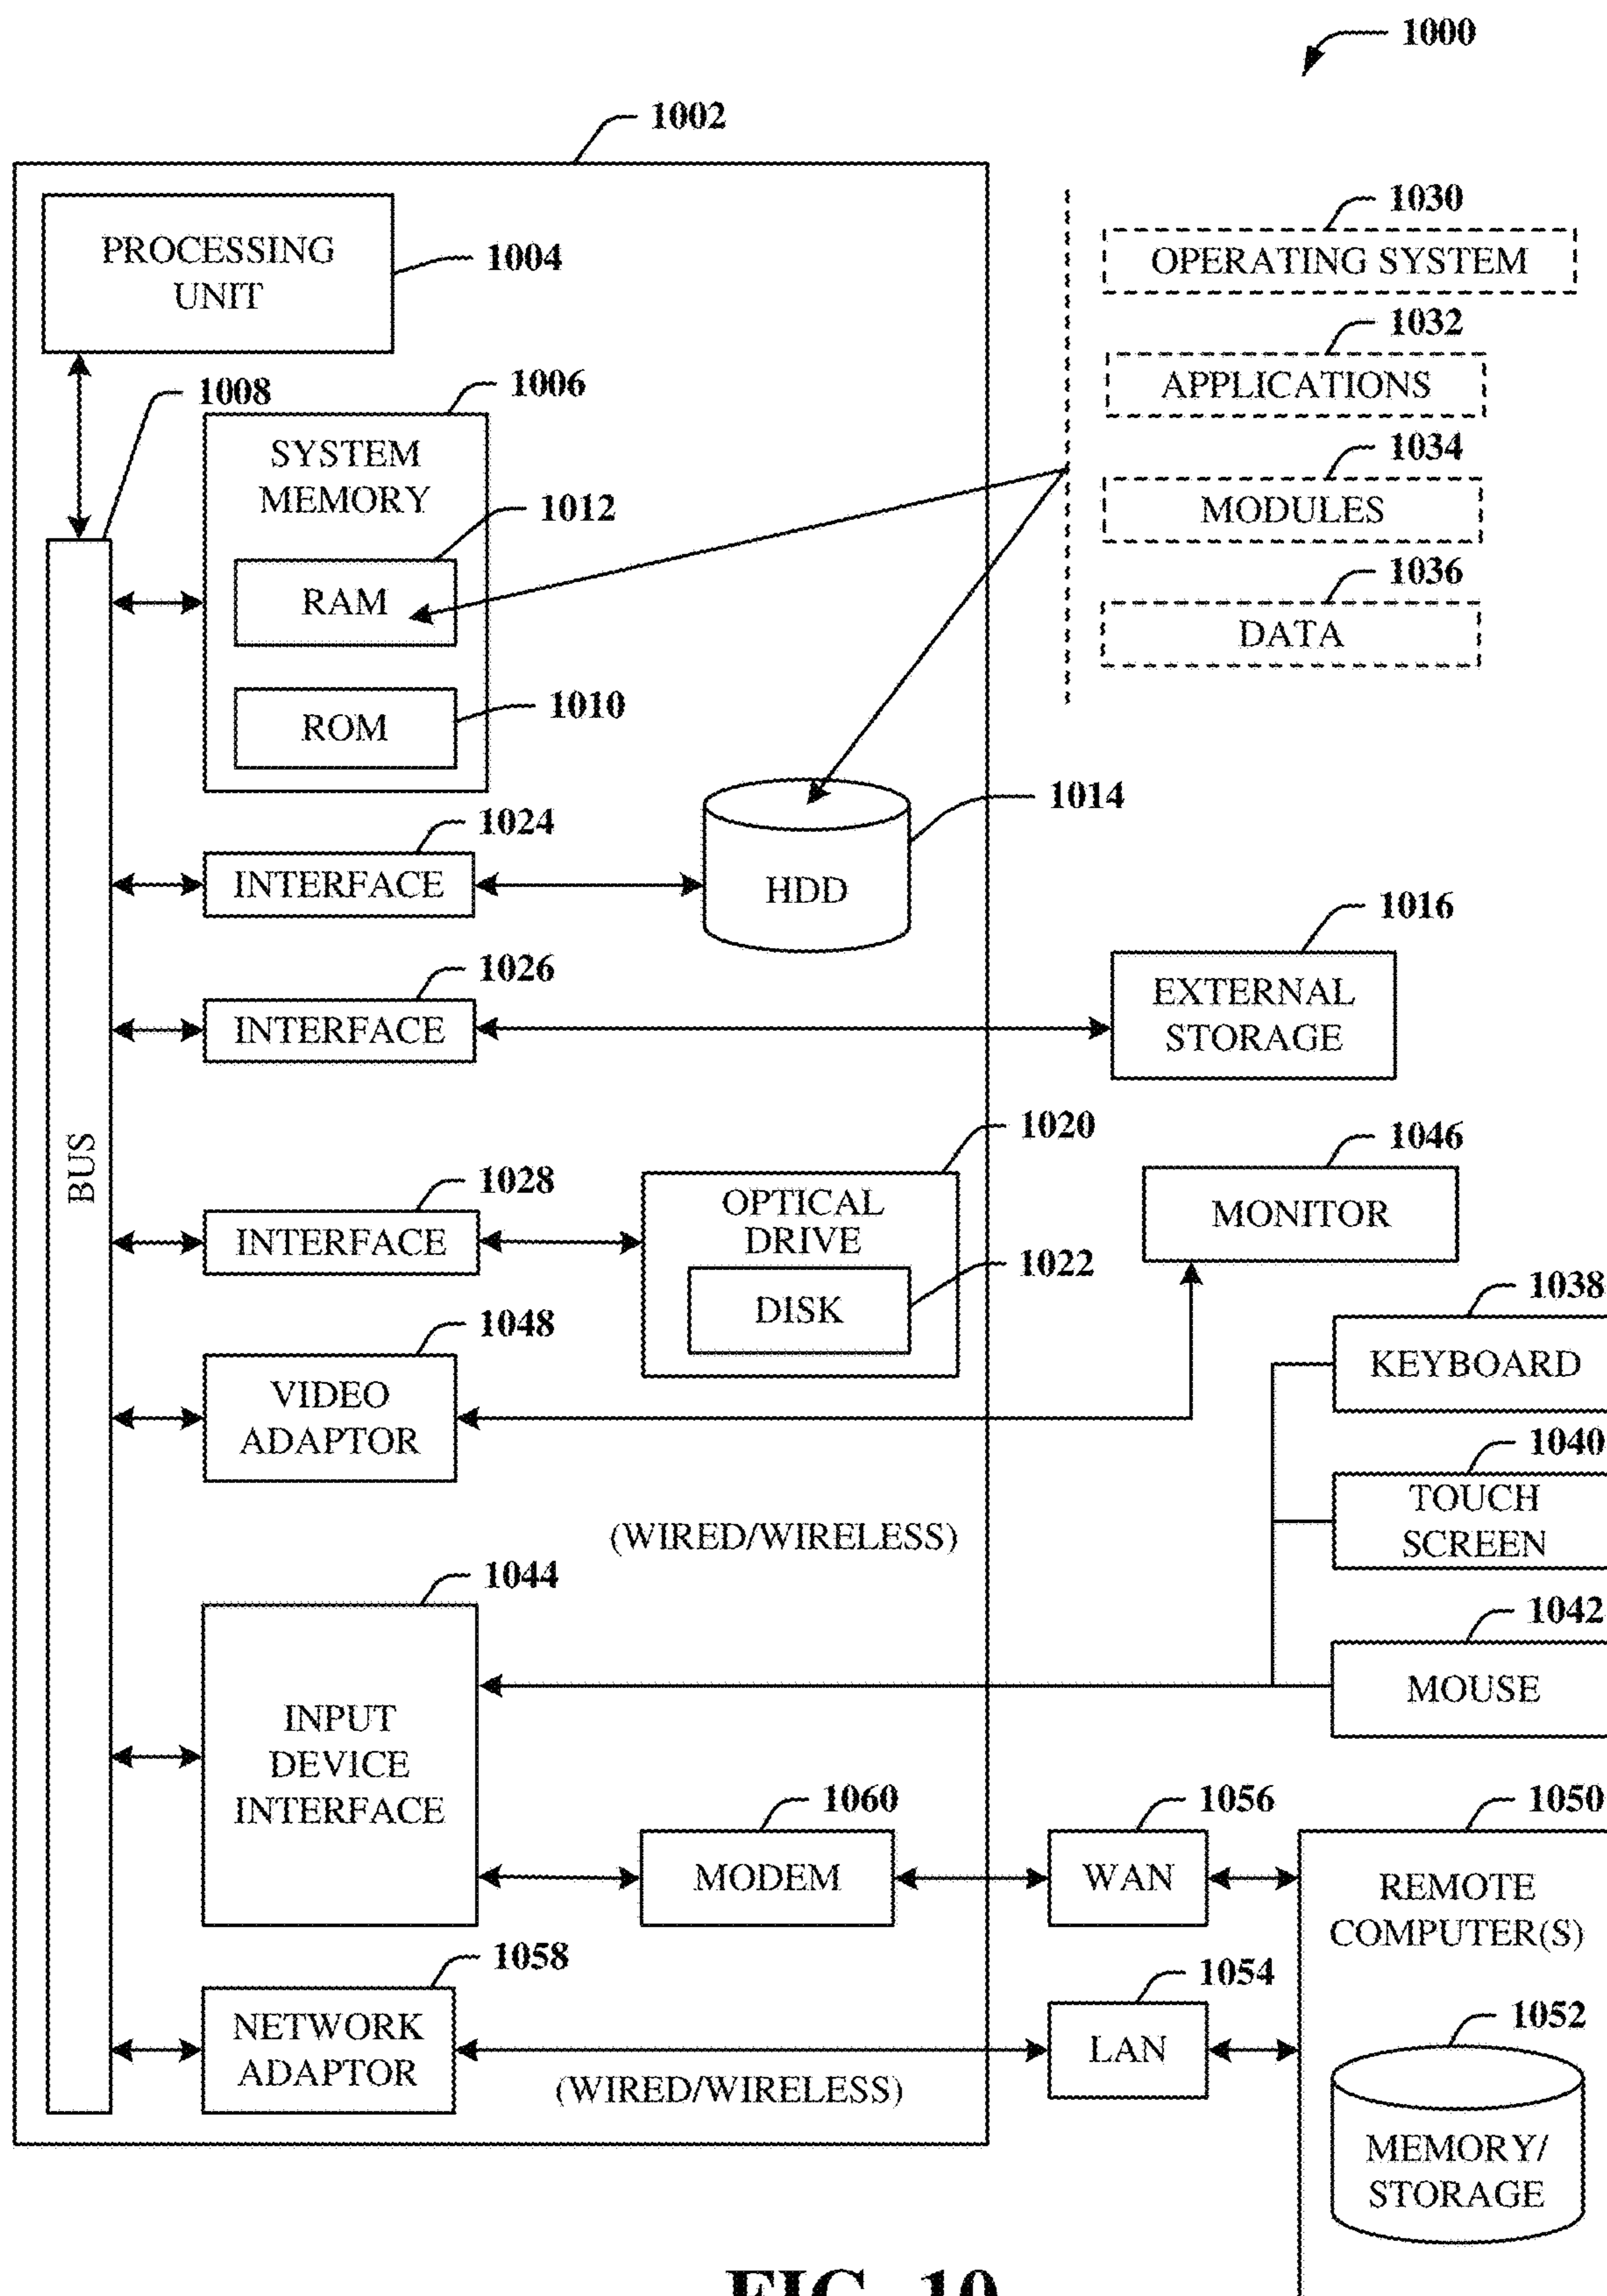 1000
1002
PROCESSING
UNIT
1004
1030
OPERATING SYSTEM
1032
APPLICATIONS
1034
MODULES
1036
DATA
1008
1006
SYSTEM
MEMORY
1012
RAM
1010
ROM
1024
INTERFACE
1014
HDD
1016
EXTERNAL
STORAGE
1026
INTERFACE
BUS
1028
INTERFACE
1020
OPTICAL
DRIVE
1022
DISK
1046
MONITOR
1048
VIDEO
ADAPTOR
1038
KEYBOARD
1040
TOUCH
SCREEN
(WIRED/WIRELESS)
1044
INPUT
DEVICE
INTERFACE
1042
MOUSE
1060
MODEM
1056
WAN
1050
REMOTE
COMPUTER(S)
1058
NETWORK
ADAPTOR
(WIRED/WIRELESS)
1054
LAN
1052
MEMORY/
STORAGE
FIG. 10